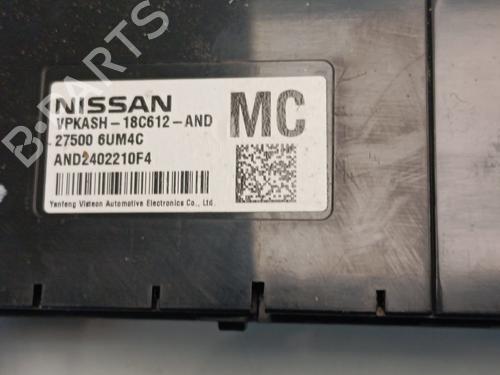 B-PARTS
NISSAN
MC
VPKASH-18C612-AND
27500 6UM4C
AND2402210F4
Yanfeng Visteon Automotive Electronics Co., Ltd.